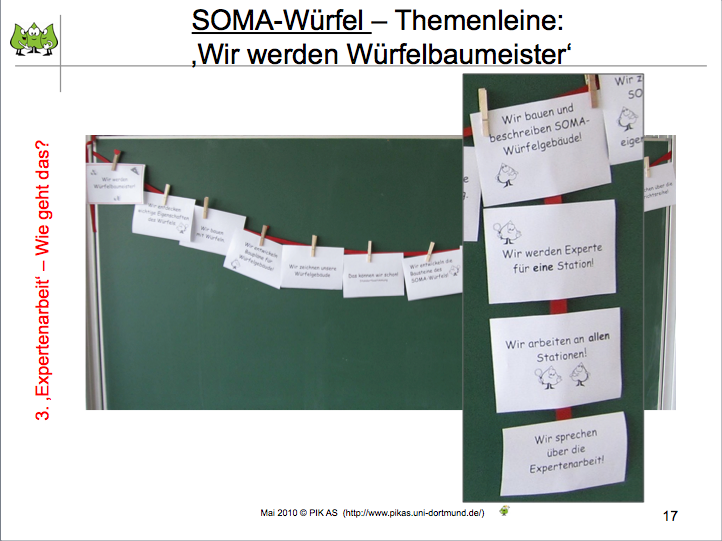 SOMA-Würfel – Themenleine:
‚Wir werden Würfelbaumeister‘
3. ‚Expertenarbeit‘ – Wie geht das?
Wir werden
Würfelbaumeister!
Wir entdecken
wichtige Eigenschaften
des Würfels!
Wir bauen
mit Würfeln.
Wir entwickeln
Baupläne für
Würfelgebäude!
Wir zeichnen unsere
Würfelgebäude
Das können wir schon!
Wir entwickeln die
Bausteine des
SOMA-Würfels!
Wir bauen und
beschreiben SOMA-
Würfelgebäude!
Wir z
SO
eigen
Wir werden Experte
für eine Station!
Wir arbeiten an allen
Stationen!
Wir sprechen
über die
Expertenarbeit!
chen über die
Mai 2010 © PIK AS (http://www.pikas.uni-dortmund.de/)
17